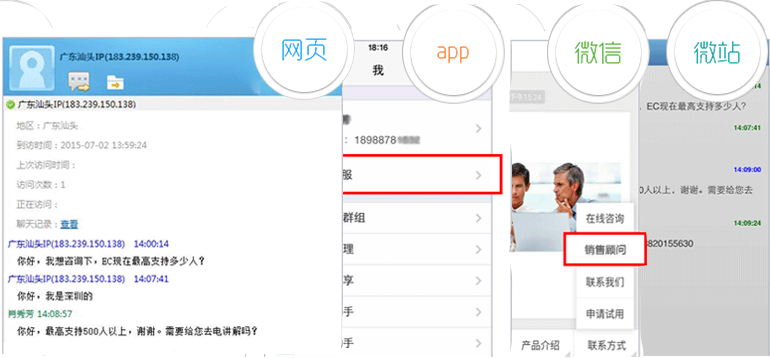 网页
app
微信
微站
广东汕头IP(183.239.150.138)
广东汕头IP(183.239.150.138)
地区：广东汕头
到访时间：2015-07-02 13:59:24
上次访问时间：
访问次数：1
正在访问：
聊天记录：查看
广东汕头IP(183.239.150.138) 14:00:14
你好，我想咨询下，EC现在最高支持多少人？
广东汕头IP(183.239.150.138) 14:07:41
你好，我是深圳的
肖秀芳 14:08:57
你好，最高支持500人以上，谢谢。需要给您去电讲解吗？
18:16
我
：1898781
服
群组
理
享
手
手
在线咨询
销售顾问
联系我们
申请试用
产品介绍
联系方式
EC现在最高支持多少人?
14:07:41
14:09:00
0人以上，谢谢。需要给您去
14:09:24
3820155630